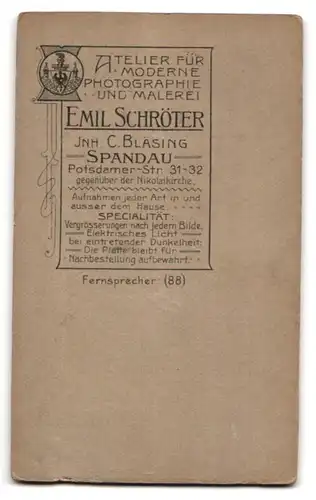 ATELIER FÜR
MODERNE
PHOTOGRAPHIE
UND MALEREI
EMIL SCHRÖTER
JNH. C. BLASING
SPANDAU
Potsdamer-Str. 31-32
gegenüber der Nikolaikirche.
Aufnahmen jeder Art in und
ausser dem Hause.
SPECIALITÄT:
Vergrösserungen nach jedem Bilde.
Elektrisches Licht
bei eintretender Dunkelheit:
Die Platte bleibt für
Nachbestellung aufbewahrt.
Fernsprecher (88)